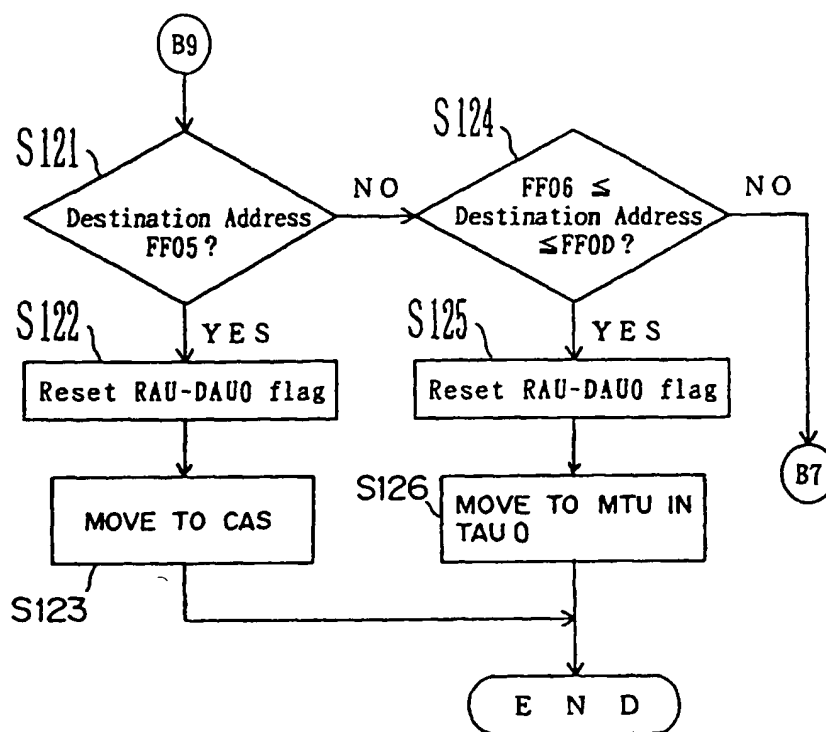 B9
S121
Destination Address
FF05?
NO
S124
FF06 ≦
Destination Address
≦FF0D?
NO
S122
YES
Reset RAU-DAU0 flag
S125
YES
Reset RAU-DAU0 flag
B7
MOVE TO CAS
S123
S126
MOVE TO MTU IN
TAU 0
END